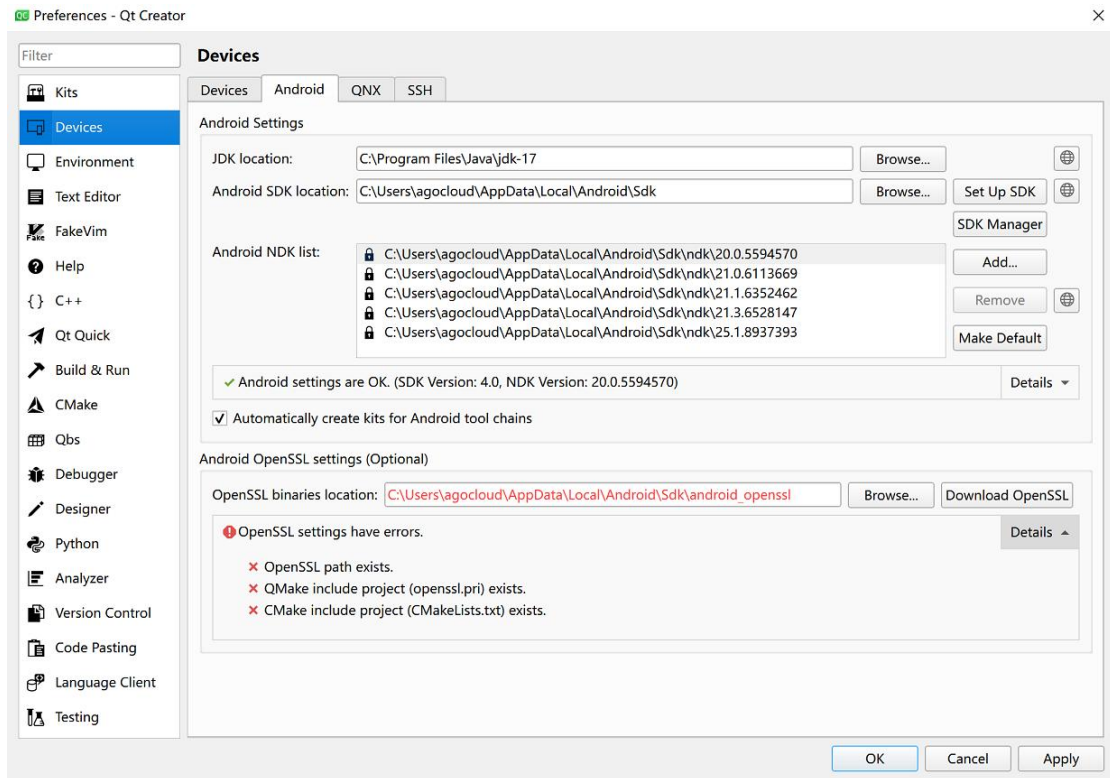 Preferences - Qt Creator
Filter
Kits
Devices
Environment
Text Editor
FakeVim
Help
C++
Qt Quick
Build & Run
CMake
Qbs
Debugger
Designer
Python
Analyzer
Version Control
Code Pasting
Language Client
Testing
Devices
Devices Android QNX SSH
Android Settings
JDK location: C:\Program Files\Java\jdk-17 Browse...
Android SDK location: C:\Users\agocloud\AppData\Local\Android\Sdk Browse... Set Up SDK
SDK Manager
Android NDK list:
C:\Users\agocloud\AppData\Local\Android\Sdk\ndk\20.0.5594570
C:\Users\agocloud\AppData\Local\Android\Sdk\ndk\21.0.6113669
C:\Users\agocloud\AppData\Local\Android\Sdk\ndk\21.1.6352462
C:\Users\agocloud\AppData\Local\Android\Sdk\ndk\21.3.6528147
C:\Users\agocloud\AppData\Local\Android\Sdk\ndk\25.1.8937393
Add...
Remove
Make Default
Android settings are OK. (SDK Version: 4.0, NDK Version: 20.0.5594570) Details
Automatically create kits for Android tool chains
Android OpenSSL settings (Optional)
OpenSSL binaries location: C:\Users\agocloud\AppData\Local\Android\Sdk\android_openssl Browse... Download OpenSSL
OpenSSL settings have errors. Details
OpenSSL path exists.
QMake include project (openssl.pri) exists.
CMake include project (CMakeLists.txt) exists.
OK Cancel Apply